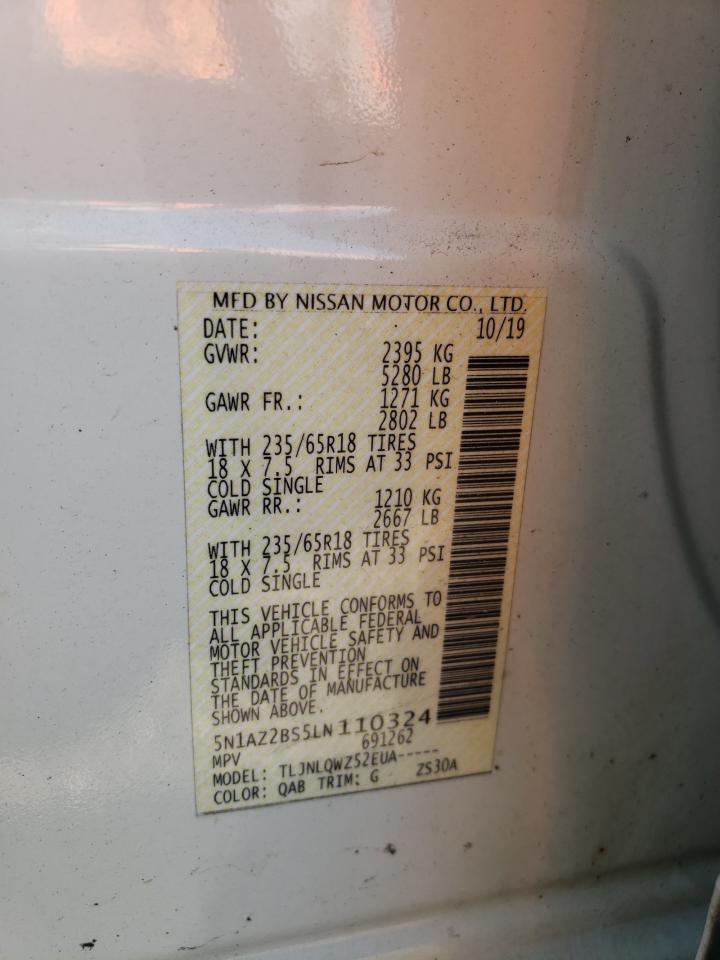 MFD BY NISSAN MOTOR CO., LTD.
DATE: 10/19
GVWR: 2395 KG
5280 LB
GAWR FR.: 1271 KG
2802 LB
WITH 235/65R18 TIRES
18 X 7.5 RIMS AT 33 PSI
COLD SINGLE
GAWR RR.: 1210 KG
2667 LB
WITH 235/65R18 TIRES
18 X 7.5 RIMS AT 33 PSI
COLD SINGLE
THIS VEHICLE CONFORMS TO
ALL APPLICABLE FEDERAL
MOTOR VEHICLE SAFETY AND
THEFT PREVENTION
STANDARDS IN EFFECT ON
THE DATE OF MANUFACTURE
SHOWN ABOVE.
5N1AZ2BS5LN110324
MPV 691262
MODEL: TLJNLQWZ52EUA-----
COLOR: QAB TRIM: G ZS30A